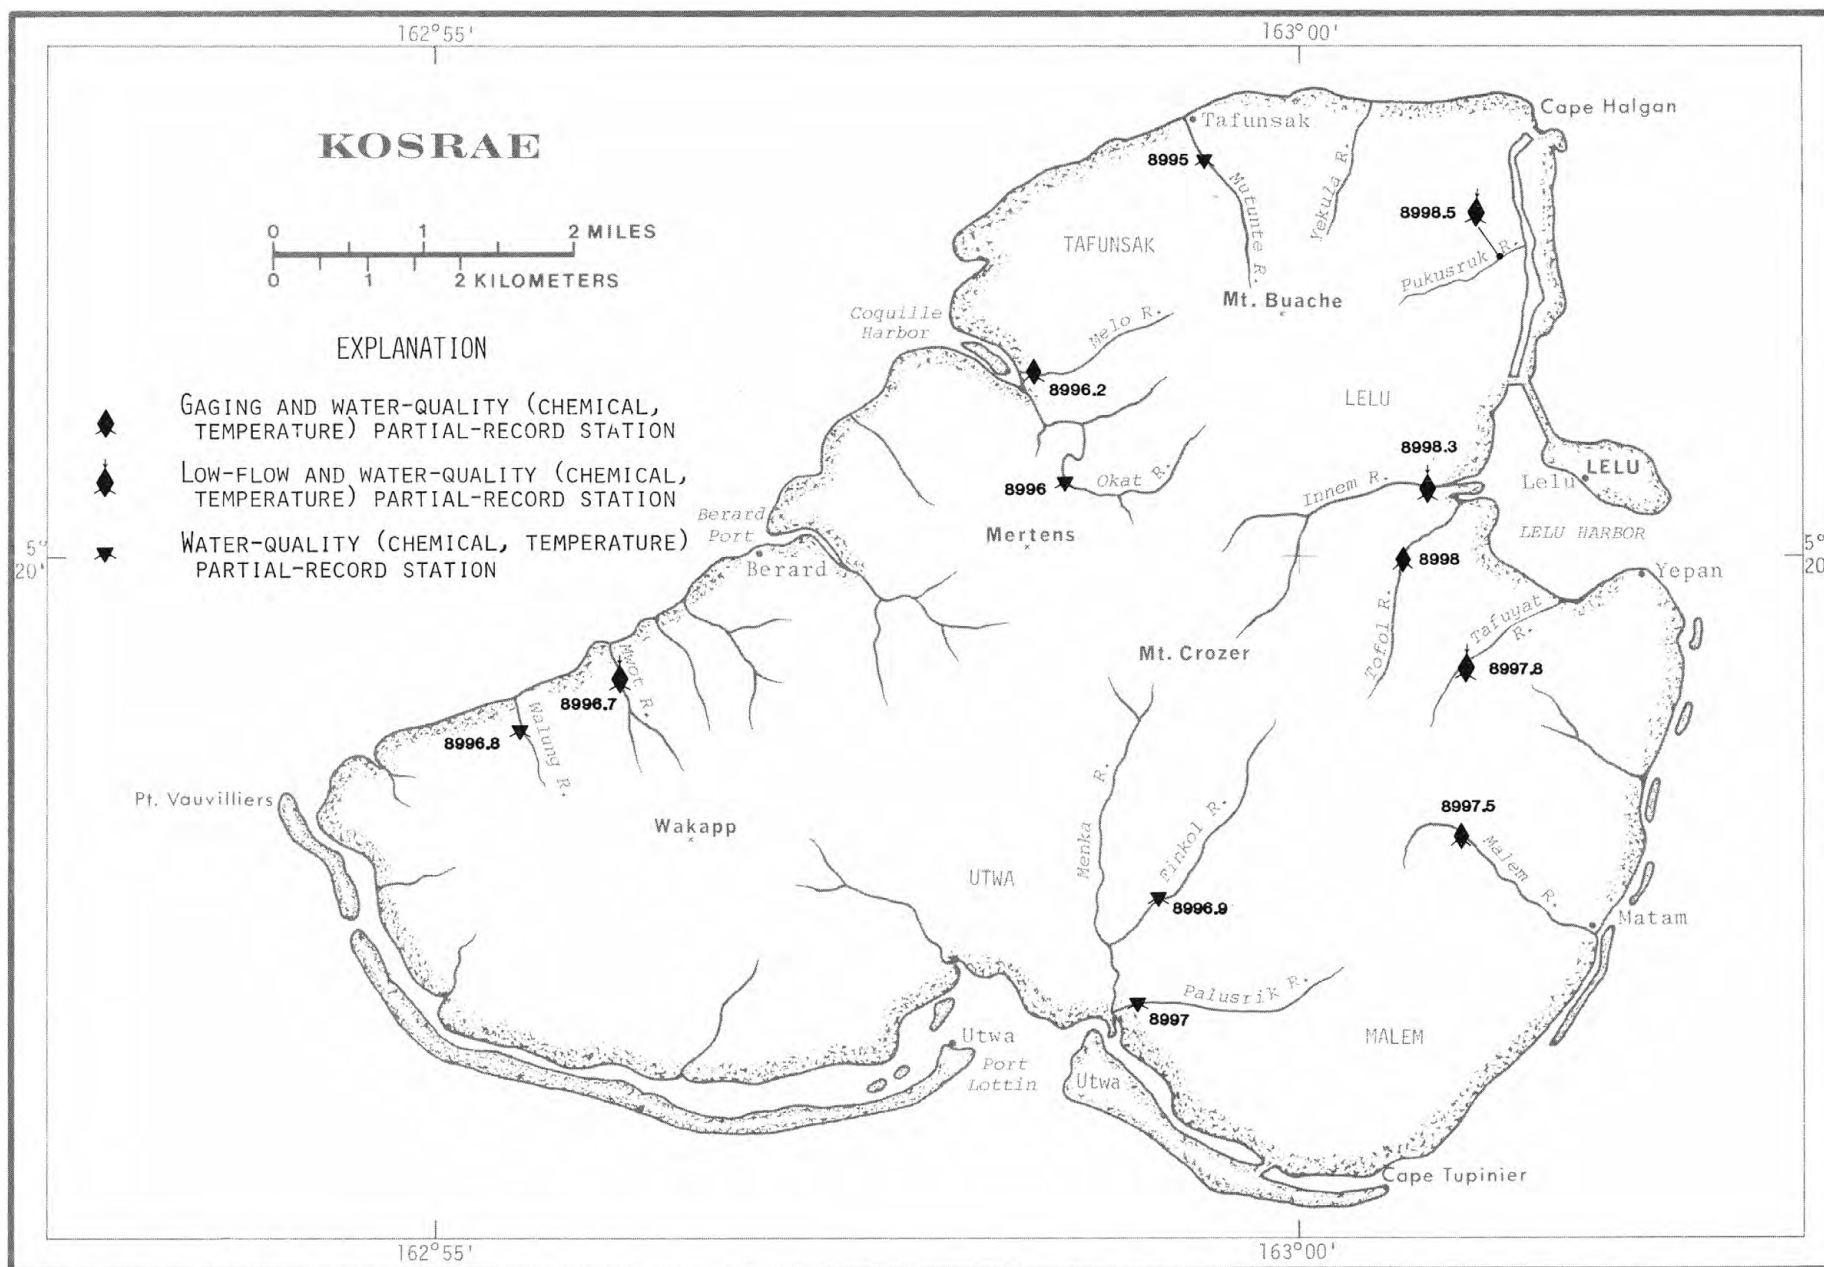 162°55'
163°00'
KOSRAE
0 1 2 MILES
0 1 2 KILOMETERS
EXPLANATION
GAGING AND WATER-QUALITY (CHEMICAL,
TEMPERATURE) PARTIAL-RECORD STATION
LOW-FLOW AND WATER-QUALITY (CHEMICAL,
TEMPERATURE) PARTIAL-RECORD STATION
WATER-QUALITY (CHEMICAL, TEMPERATURE)
PARTIAL-RECORD STATION
Cape Halgan
Tafunsak
8995
Mutunte R.
Yekula R.
8998.5
Pukusruk R.
TAFUNSAK
Mt. Buache
Coquille
Harbor
Melo R.
8996.2
LELU
8998.3
LELU
Lelu
8996
Okat R.
Innem R.
Berard
Port
Mertens
LELU HARBOR
5°
20'
5°
20'
Berard
8998
Yepan
Tofol R.
Tafuyat
R.
Mt. Crozer
8997.8
Mwot R.
8996.7
8996.8
Walung R.
Pt. Vauvilliers
Wakapp
Menka R.
Finkol R.
8997.5
Malem R.
UTWA
8996.9
Matam
Palusrik R.
8997
Utwa
MALEM
Port
Lottin
Utwa
Cape Tupinier
162°55'
163°00'